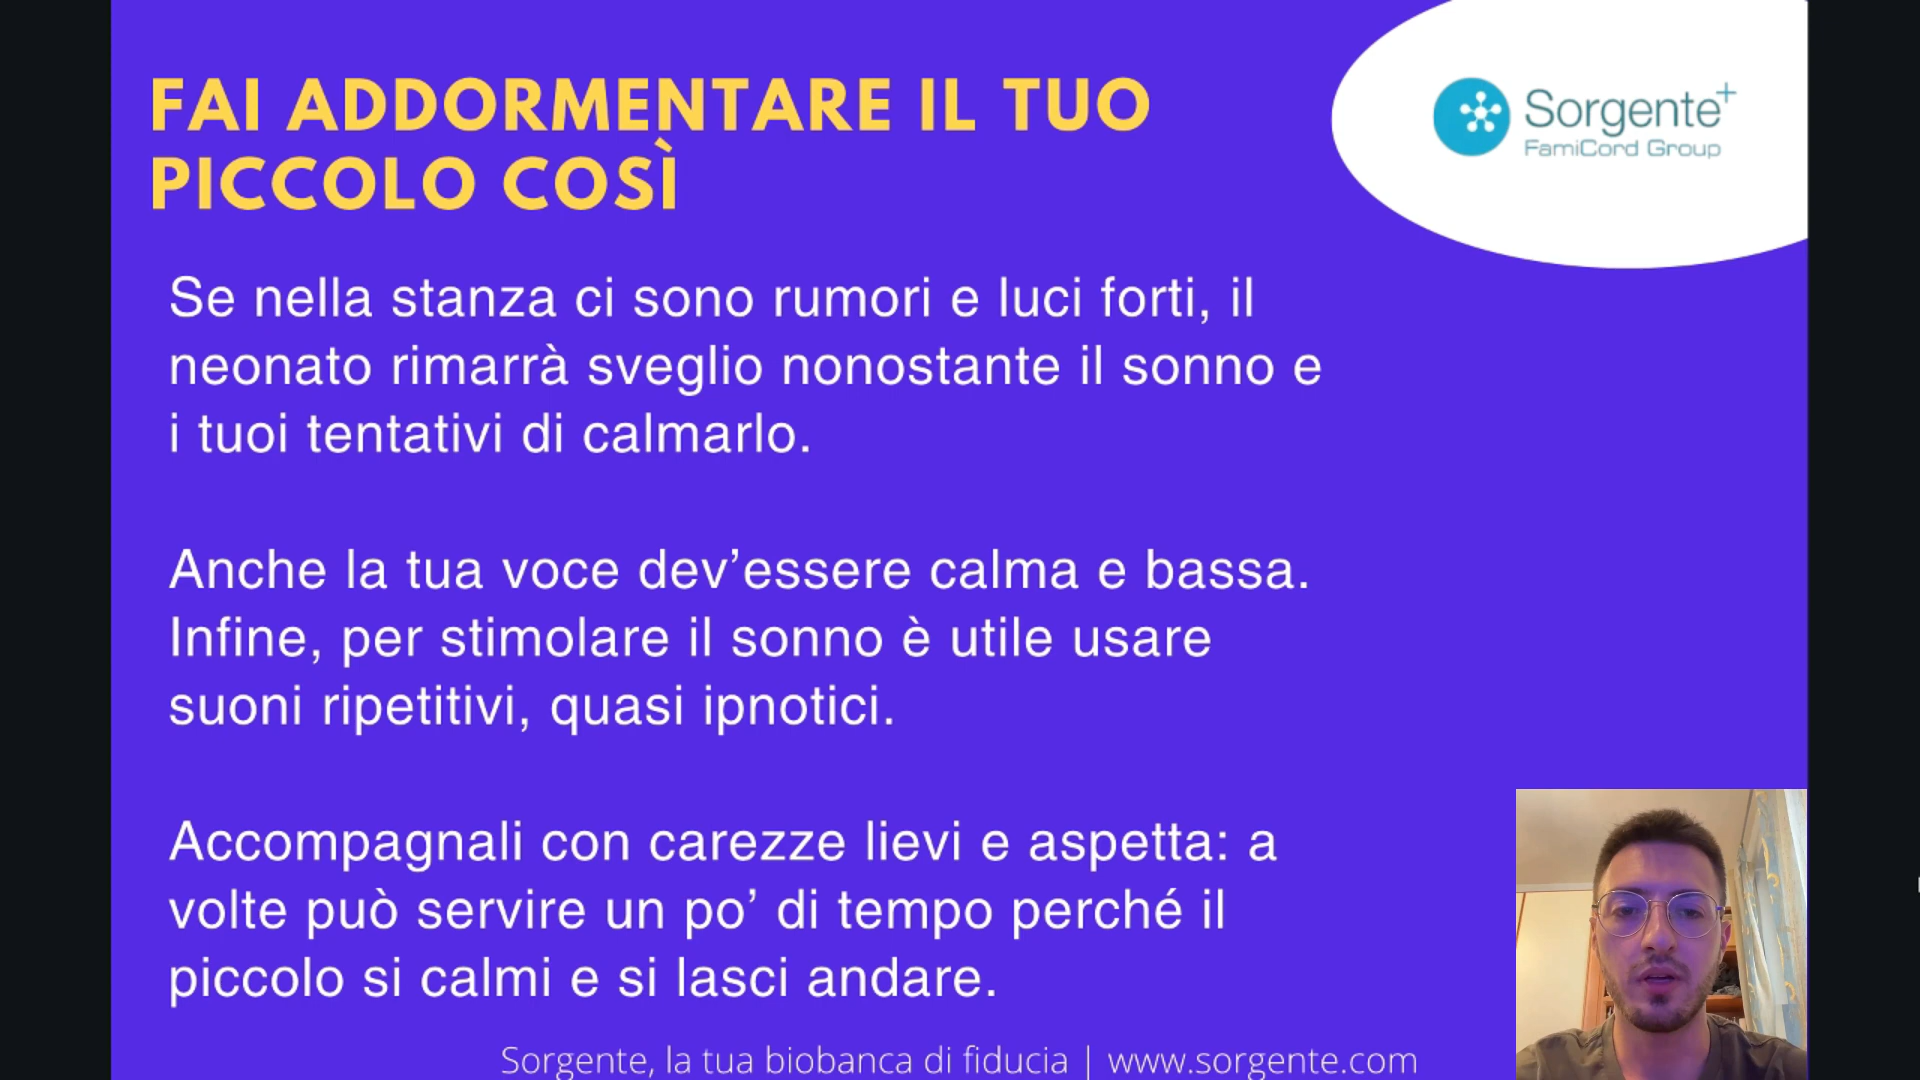 FAI ADDORMENTARE IL TUO
PICCOLO COSÌ
Sorgente+
FamiCord Group
Se nella stanza ci sono rumori e luci forti, il
neonato rimarrà sveglio nonostante il sonno e
i tuoi tentativi di calmarlo.
Anche la tua voce dev’essere calma e bassa.
Infine, per stimolare il sonno è utile usare
suoni ripetitivi, quasi ipnotici.
Accompagnali con carezze lievi e aspetta: a
volte può servire un po’ di tempo perché il
piccolo si calmi e si lasci andare.
Sorgente, la tua biobanca di fiducia | www.sorgente.com